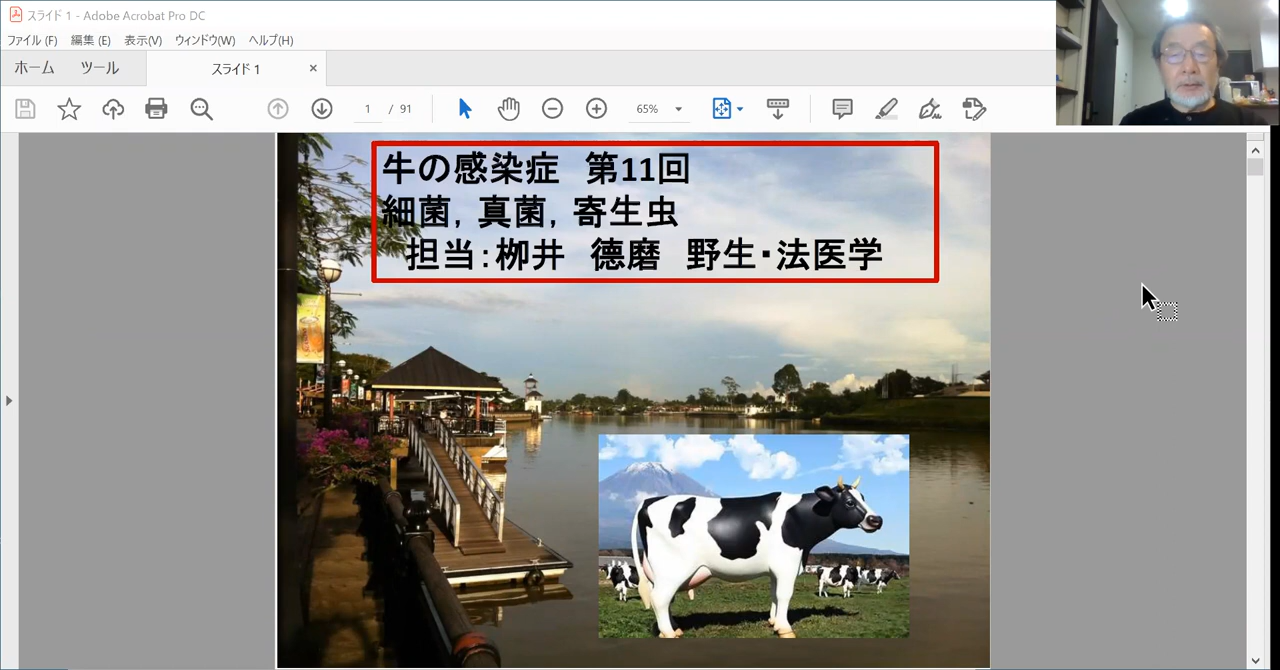 スライド 1 - Adobe Acrobat Pro DC
ファイル(F) 編集(E) 表示(V) ウィンドウ(W) ヘルプ(H)
ホーム ツール スライド 1 ×
1 / 91 65%
牛の感染症 第11回
細菌，真菌，寄生虫
担当：栁井 德磨 野生・法医学